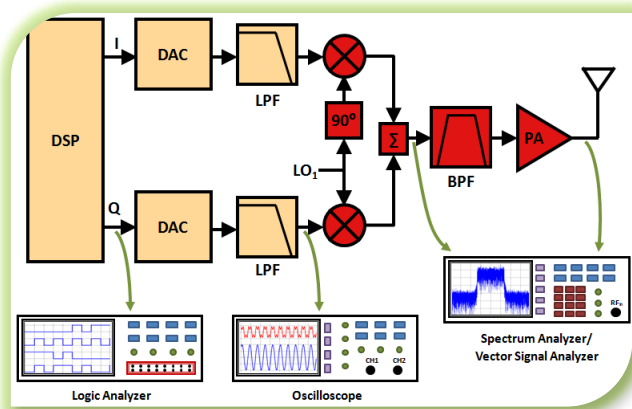 I
DAC
LPF
DSP
90°
Σ
BPF
PA
LO1
Q
DAC
LPF
RFin
CH1
CH2
Logic Analyzer
Oscilloscope
Spectrum Analyzer/
Vector Signal Analyzer